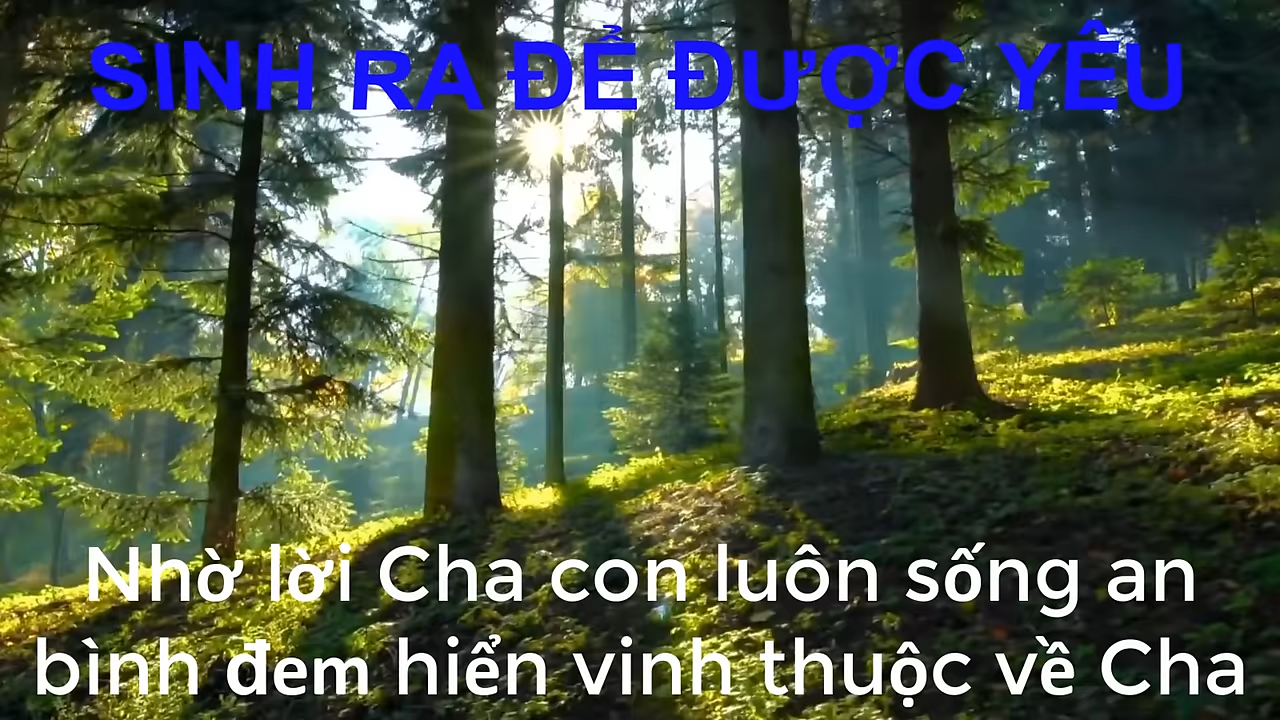 SINH RA ĐỂ ĐƯỢC YÊU
Nhờ lời Cha con luôn sống an
bình đem hiển vinh thuộc về Cha